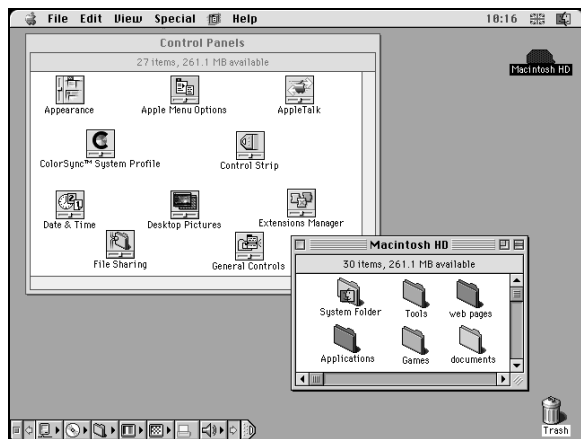 File Edit View Special Help 10:16
Control Panels
27 items, 261.1 MB available
Appearance Apple Menu Options AppleTalk
ColorSync™ System Profile Control Strip
Date & Time Desktop Pictures Extensions Manager
File Sharing General Controls
Macintosh HD
Macintosh HD
30 items, 261.1 MB available
System Folder Tools web pages
Applications Games documents
Trash